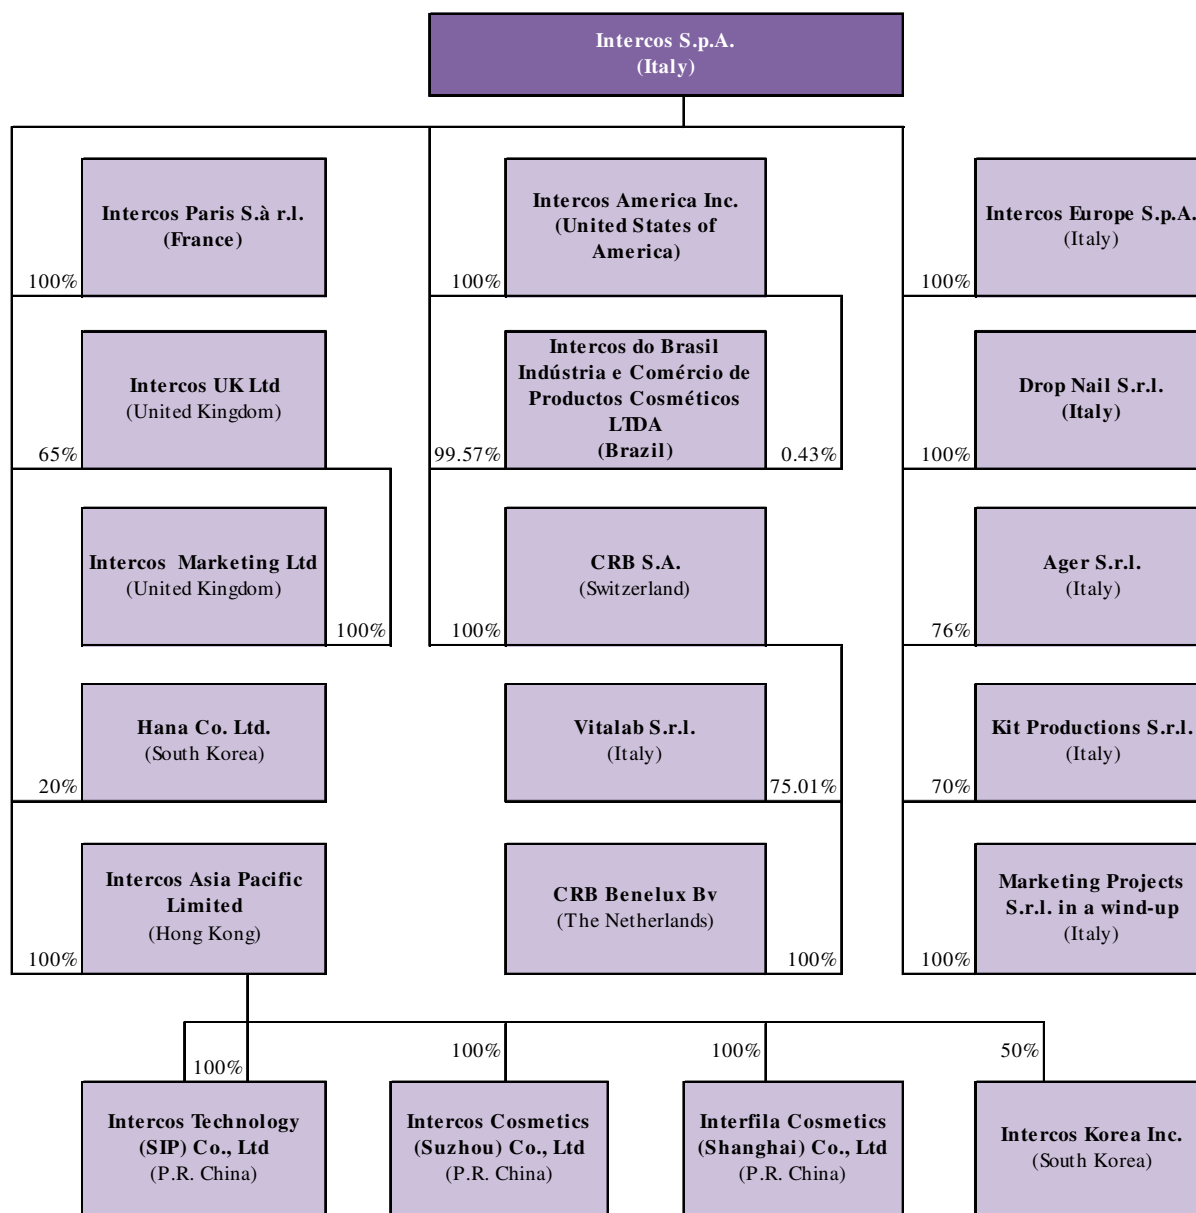 Intercos S.p.A.
(Italy)
Intercos Paris S.à r.l.
(France)
100%
Intercos America Inc.
(United States of
America)
100%
Intercos Europe S.p.A.
(Italy)
100%
Intercos UK Ltd
(United Kingdom)
65%
Intercos do Brasil
Indústria e Comércio de
Productos Cosméticos
LTDA
(Brazil)
99.57%
0.43%
Drop Nail S.r.l.
(Italy)
100%
Intercos Marketing Ltd
(United Kingdom)
100%
CRB S.A.
(Switzerland)
100%
Ager S.r.l.
(Italy)
76%
Hana Co. Ltd.
(South Korea)
20%
Vitalab S.r.l.
(Italy)
75.01%
Kit Productions S.r.l.
(Italy)
70%
Intercos Asia Pacific
Limited
(Hong Kong)
100%
CRB Benelux Bv
(The Netherlands)
100%
Marketing Projects
S.r.l. in a wind-up
(Italy)
100%
100%
Intercos Technology
(SIP) Co., Ltd
(P.R. China)
100%
Intercos Cosmetics
(Suzhou) Co., Ltd
(P.R. China)
100%
Interfila Cosmetics
(Shanghai) Co., Ltd
(P.R. China)
50%
Intercos Korea Inc.
(South Korea)